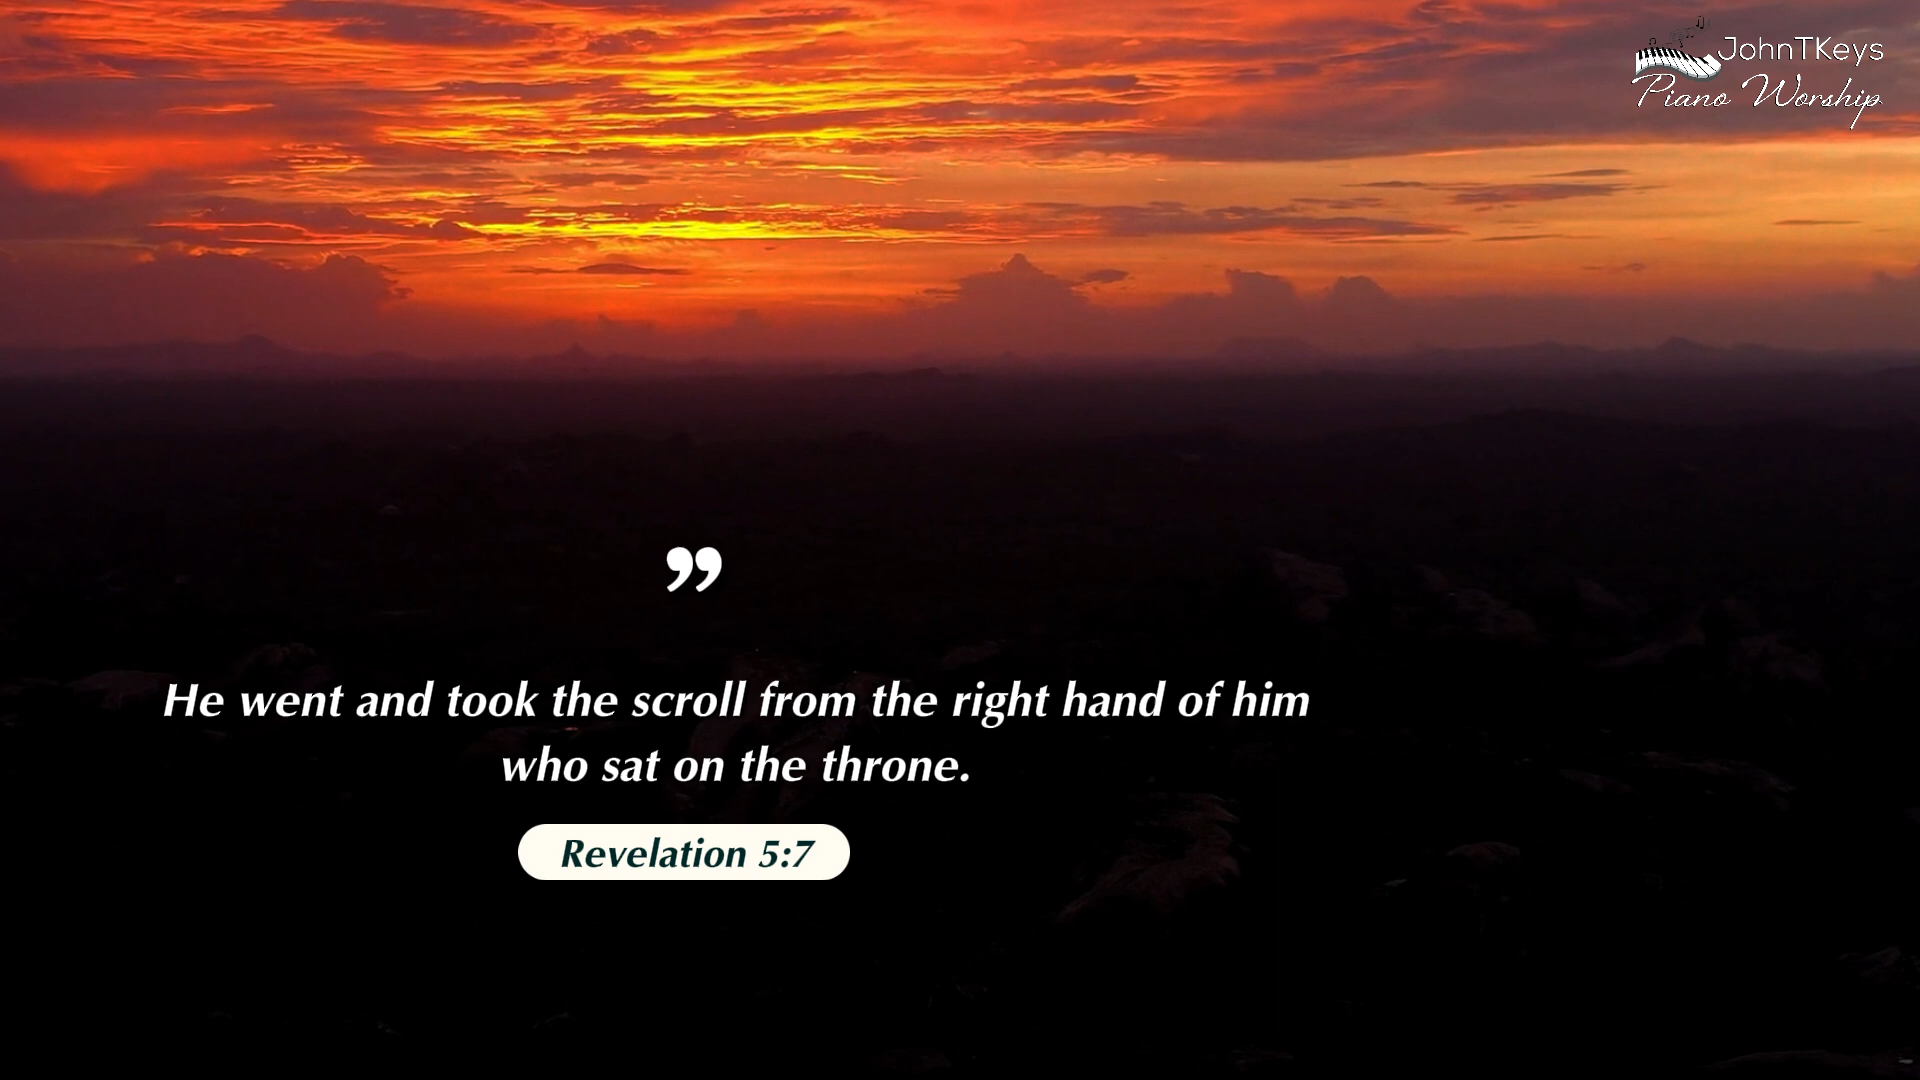 JohnTKeys
Piano Worship
”
He went and took the scroll from the right hand of him
who sat on the throne.
Revelation 5:7